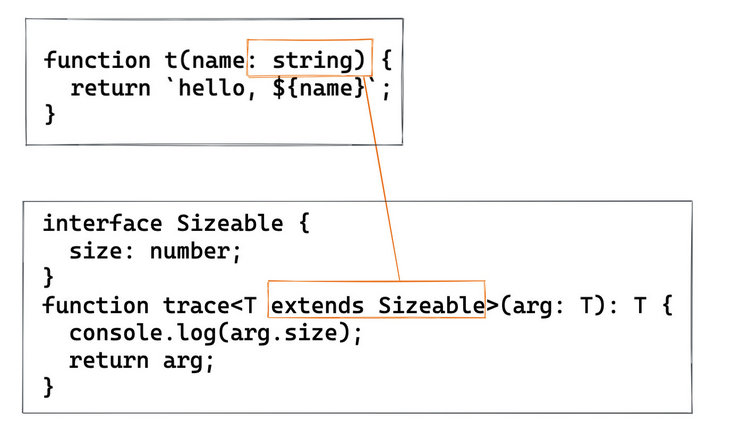 function t(name: string) {
  return `hello, ${name}`;
}
interface Sizeable {
  size: number;
}
function trace<T extends Sizeable>(arg: T): T {
  console.log(arg.size);
  return arg;
}